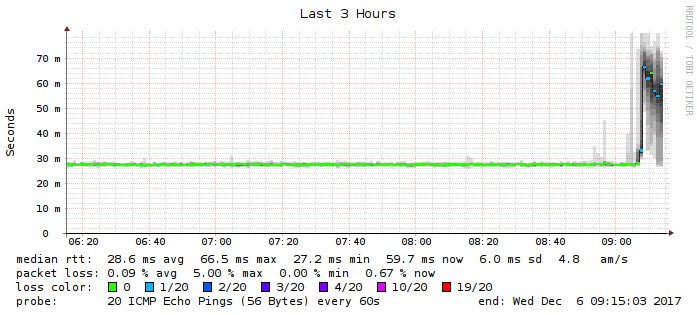 Last 3 Hours
RRDTOOL / TOBI OETIKER
Seconds
70 m
60 m
50 m
40 m
30 m
20 m
10 m
0
06:20 06:40 07:00 07:20 07:40 08:00 08:20 08:40 09:00
median rtt: 28.6 ms avg 66.5 ms max 27.2 ms min 59.7 ms now 6.0 ms sd 4.8 am/s
packet loss: 0.09 % avg 5.00 % max 0.00 % min 0.67 % now
loss color: 0 1/20 2/20 3/20 4/20 10/20 19/20
probe: 20 ICMP Echo Pings (56 Bytes) every 60s end: Wed Dec 6 09:15:03 2017